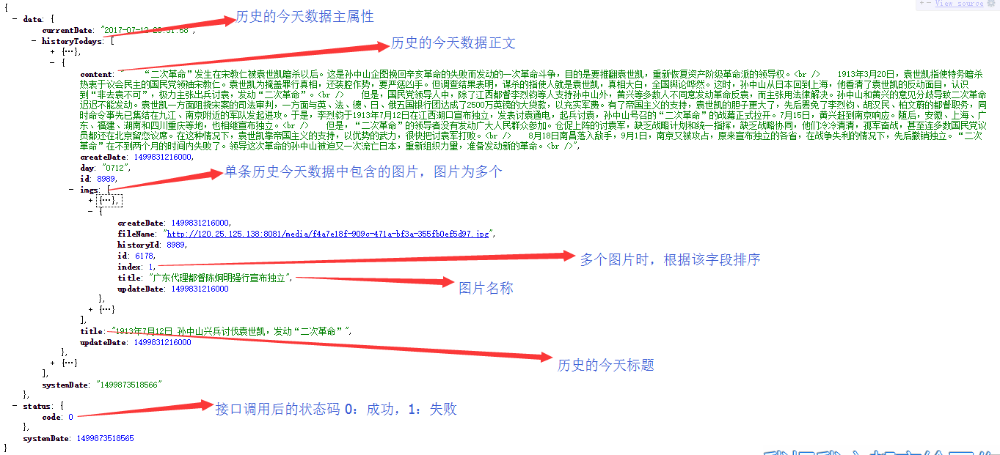 + − View source
{
− data: {
历史的今天数据主属性
currentDate: "2017-07-12 23:31:58",
− historyTodays: [
历史的今天数据正文
+ {…},
− {
content: "      “二次革命”发生在宋教仁被袁世凯暗杀以后。这是孙中山企图挽回辛亥革命的失败而发动的一次革命斗争，目的是要推翻袁世凯，重新恢复资产阶级革命派的领导权。<br />    1913年3月20日，袁世凯指使特务暗杀
热衷于议会民主的国民党领袖宋教仁。袁世凯为掩盖罪行真相，还装腔作势，要严惩凶手。但调查结果表明，谋杀的指使人就是袁世凯，真相大白，全国舆论哗然。这时，孙中山从日本回到上海，他看清了袁世凯的反动面目，认识
到“非去袁不可”，极力主张出兵讨袁，发动“二次革命”。<br />    但是，国民党领导人中，除了江西都督李烈钧等人支持孙中山外，黄兴等多数人不同意发动革命反袁，而主张用法律解决。孙中山和黄兴的意见分歧导致二次革命
迟迟不能发动。袁世凯一方面阻挠宋案的司法审判，一方面与英、法、德、日、俄五国银行团达成了2500万英镑的大贷款，以充实军费。有了帝国主义的支持，袁世凯的胆子更大了，先后罢免了李烈钧、胡汉民、柏文蔚的都督职务，同
时命令事先已集结在九江、南京附近的军队发起进攻。于是，李烈钧于1913年7月12日在江西湖口宣布独立，发表讨袁通电，起兵讨袁，孙中山号召的“二次革命”的战幕正式拉开。7月15日，黄兴赶到南京响应。随后，安徽、上海、广
东、福建、湖南和四川重庆等地，也相继宣布独立。<br />    但是，“二次革命”的领导者没有发动广大人民群众参加。仓促上阵的讨袁军，缺乏战略计划和统一指挥，缺乏战略协同，他们冷冷清清，孤军奋战，甚至连多数国民党议
员都还在北京留恋议席。在这种情况下，袁世凯靠帝国主义的支持，以优势的武力，很快把讨袁军打败。<br />    8月18日南昌落入敌手，9月1日，南京又被攻占，原来宣布独立的各省，在战争失利的情况下，先后撤销独立。“二次
革命”在不到两个月的时间内失败了。领导这次革命的孙中山被迫又一次流亡日本，重新组织力量，准备发动新的革命。<br />",
createDate: 1499831216000,
day: "0712",
id: 8989,
单条历史今天数据中包含的图片，图片为多个
− imgs: [
+ {…},
− {
createDate: 1499831216000,
fileName: "http://120.25.125.138:8081/media/f4a7e18f-909c-471a-bf3a-355fb0ef5d97.jpg",
historyId: 8989,
id: 6178,
index: 1,
多个图片时，根据该字段排序
title: "广东代理都督陈炯明强行宣布独立",
图片名称
updateDate: 1499831216000
},
+ {…}
],
title: "1913年7月12日 孙中山兴兵讨伐袁世凯，发动“二次革命”",
updateDate: 1499831216000
},
历史的今天标题
+ {…}
],
systemDate: "1499873518566"
},
− status: {
接口调用后的状态码 0：成功，1：失败
code: 0
},
systemDate: 1499873518565
}